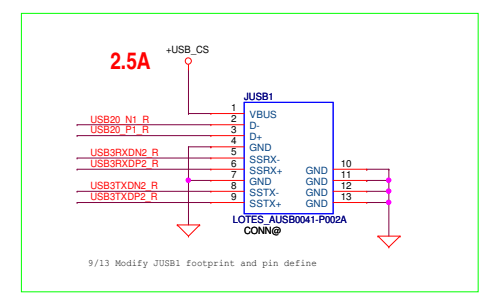 +USB_CS
2.5A
JUSB1
1 VBUS
USB20_N1_R 2 D-
USB20_P1_R 3 D+
4 GND
USB3RXDN2_R 5 SSRX-
USB3RXDP2_R 6 SSRX+ GND 10
7 GND GND 11
USB3TXDN2_R 8 SSTX- GND 12
USB3TXDP2_R 9 SSTX+ GND 13
LOTES_AUSB0041-P002A
CONN@
9/13 Modify JUSB1 footprint and pin define